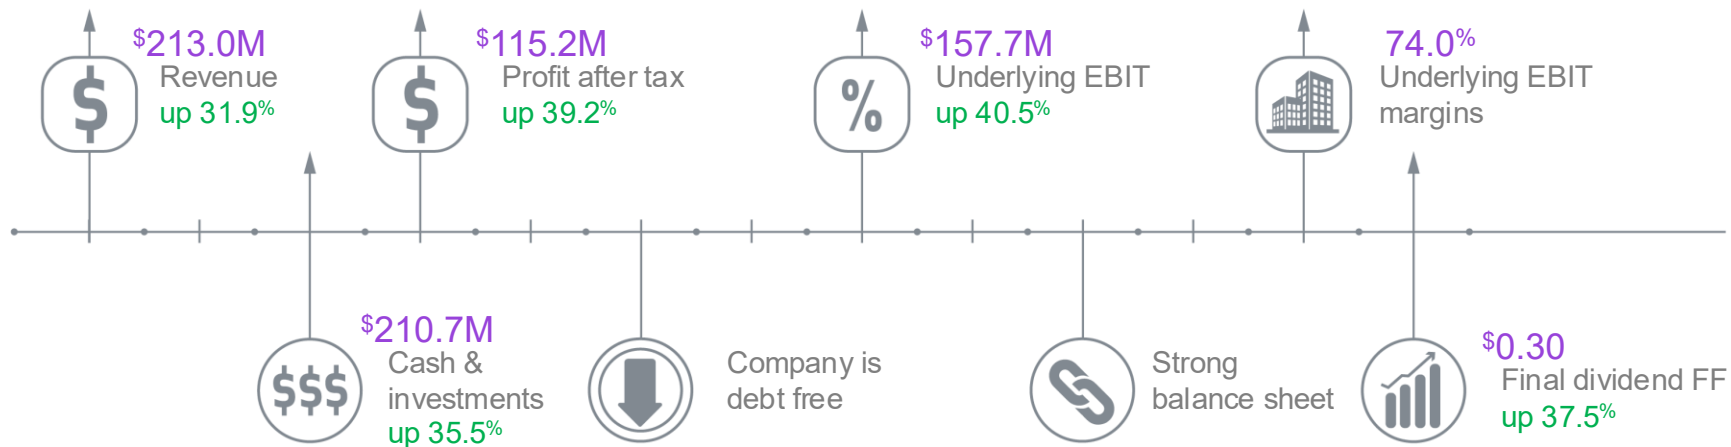 $213.0M
Revenue
up 31.9%
$115.2M
Profit after tax
up 39.2%
$157.7M
Underlying EBIT
up 40.5%
74.0%
Underlying EBIT
margins
$
$
%
$210.7M
Cash &
investments
up 35.5%
$$$
Company is
debt free
Strong
balance sheet
$0.30
Final dividend FF
up 37.5%